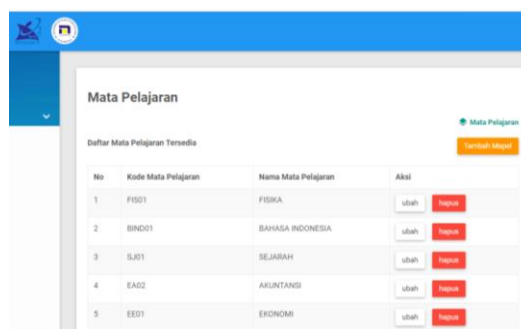 Mata Pelajaran
Mata Pelajaran
Daftar Mata Pelajaran Tersedia
Tambah Mapel
No Kode Mata Pelajaran Nama Mata Pelajaran Aksi
1 FIS01 FISIKA ubah hapus
2 BIND01 BAHASA INDONESIA ubah hapus
3 SJ01 SEJARAH ubah hapus
4 EA02 AKUNTANSI ubah hapus
5 EE01 EKONOMI ubah hapus